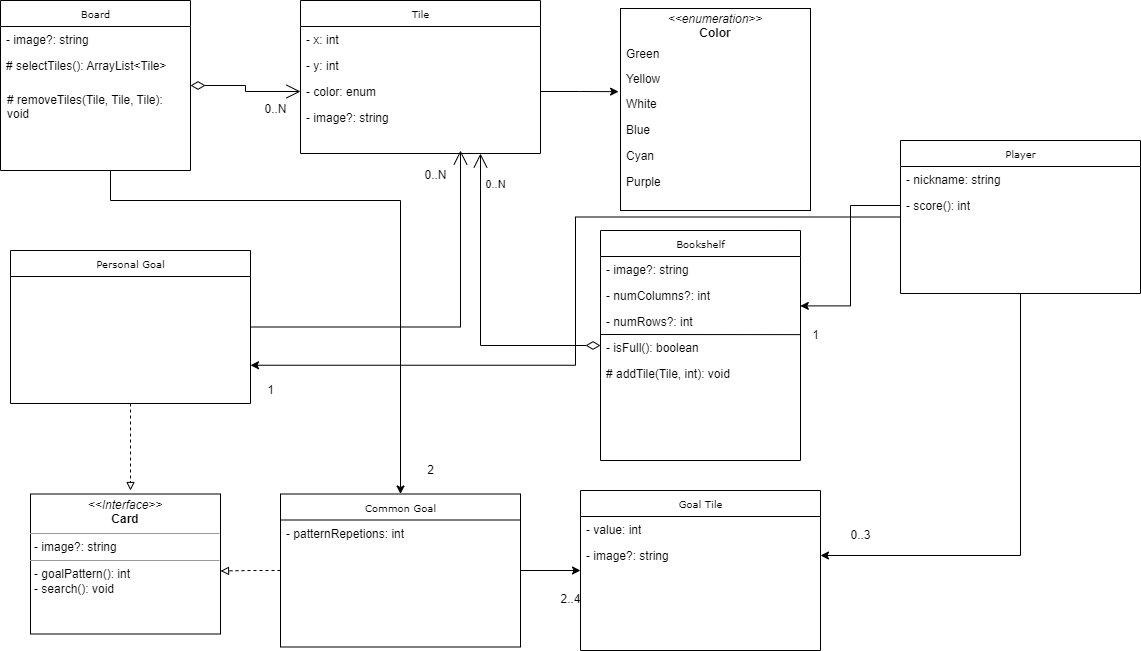 Board
- image?: string
# selectTiles(): ArrayList<Tile>
# removeTiles(Tile, Tile, Tile):
void
0..N
Tile
- x: int
- y: int
- color: enum
- image?: string
<<enumeration>>
Color
Green
Yellow
White
Blue
Cyan
Purple
0..N
0..N
Player
- nickname: string
- score(): int
Personal Goal
1
Bookshelf
- image?: string
- numColumns?: int
- numRows?: int
- isFull(): boolean
# addTile(Tile, int): void
1
2
<<Interface>>
Card
- image?: string
- goalPattern(): int
- search(): void
Common Goal
- patternRepetions: int
2..4
Goal Tile
- value: int
- image?: string
0..3